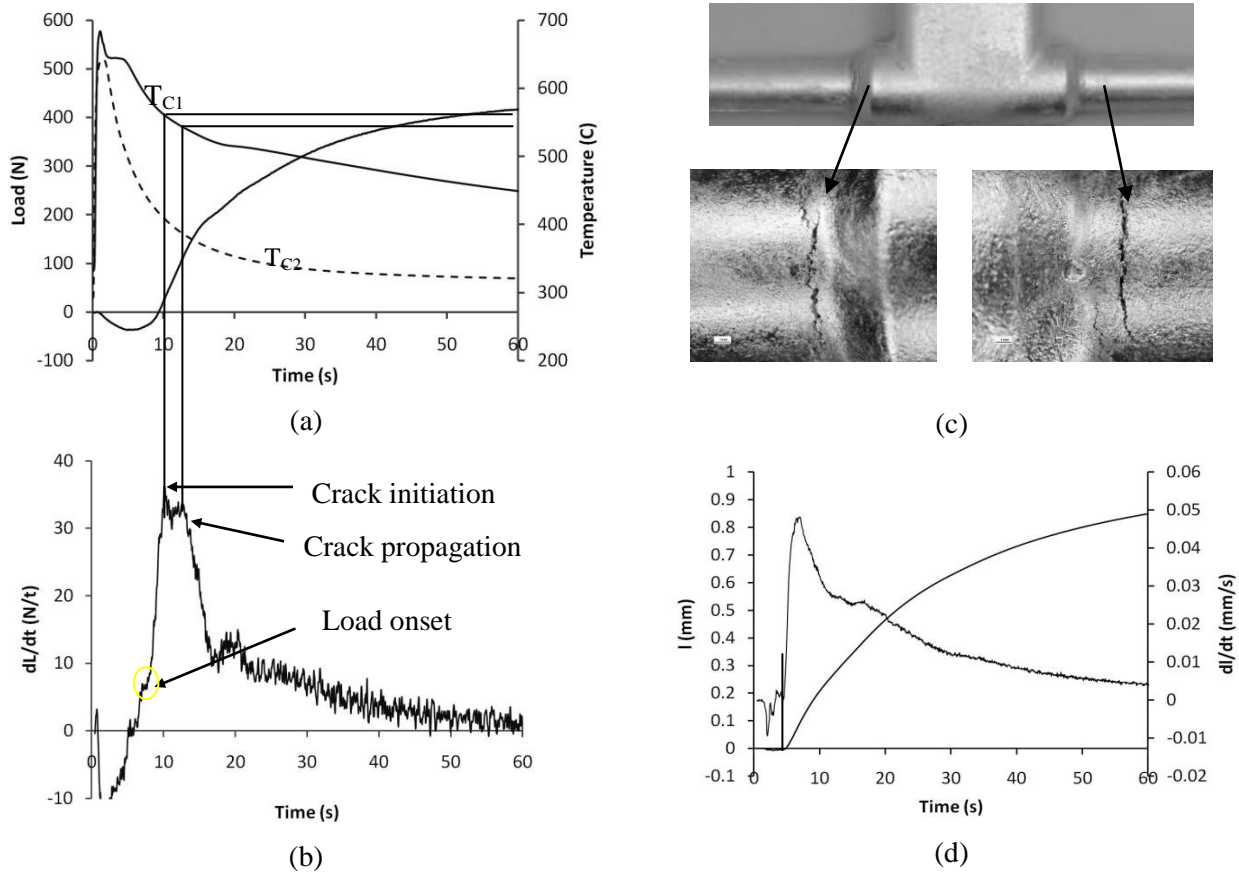 600
500
400
300
200
100
0
-100
Load (N)
700
600
500
400
300
200
Temperature (C)
T_C1
T_C2
0 10 20 30 40 50 60
Time (s)
(a)
(c)
40
30
20
10
0
-10
dL/dt (N/t)
Crack initiation
Crack propagation
Load onset
0 10 20 30 40 50 60
Time (s)
(b)
1
0.9
0.8
0.7
0.6
0.5
0.4
0.3
0.2
0.1
0
-0.1
l (mm)
0.06
0.05
0.04
0.03
0.02
0.01
0
-0.01
-0.02
dl/dt (mm/s)
0 10 20 30 40 50 60
Time (s)
(d)